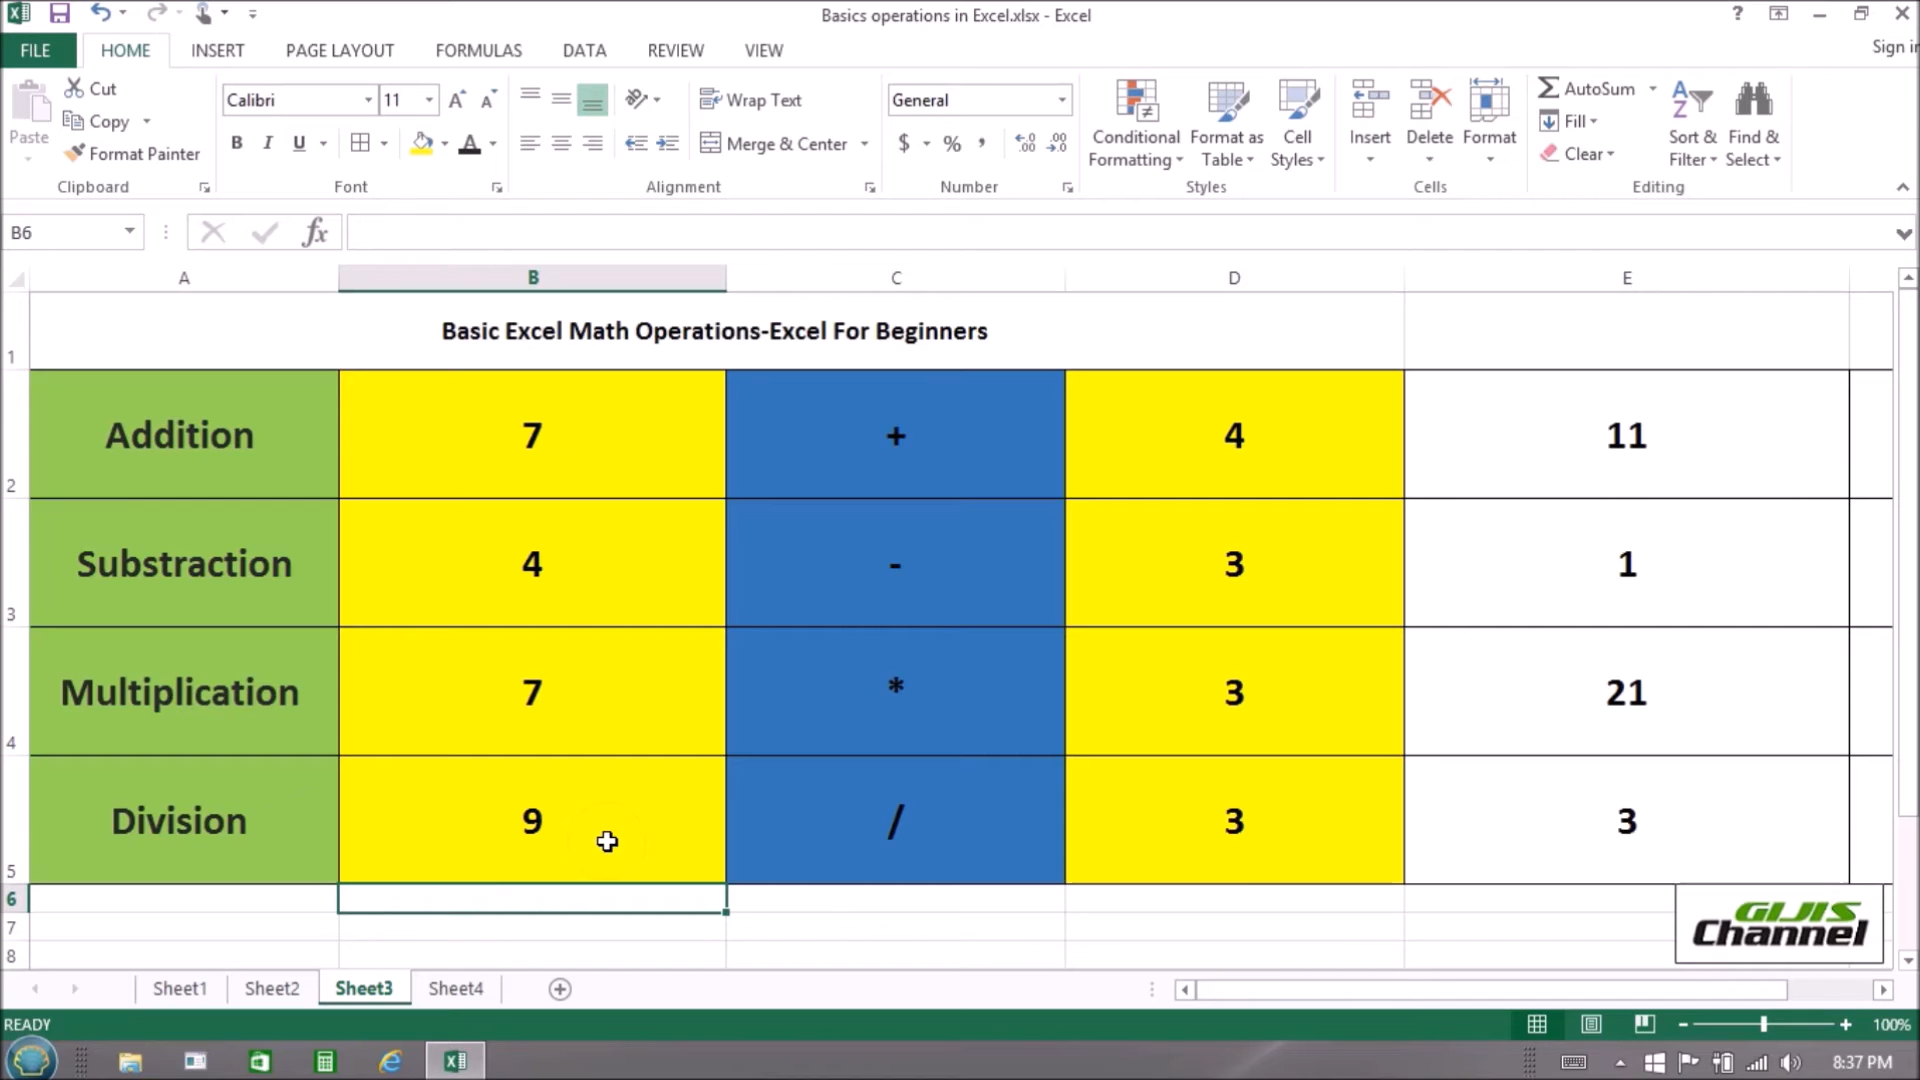 Basics operations in Excel.xlsx - Excel
?
FILE HOME INSERT PAGE LAYOUT FORMULAS DATA REVIEW VIEW
Sign in
Paste
Cut
Copy
Format Painter
Clipboard
Calibri 11
B I U
Font
Wrap Text
Merge & Center
Alignment
General
$ % ,
Number
Conditional Formatting
Format as Table
Cell Styles
Styles
Insert
Delete
Format
Cells
AutoSum
Fill
Clear
Sort & Filter
Find & Select
Editing
B6 fx
A B C D E
1 Basic Excel Math Operations-Excel For Beginners
2 Addition 7 + 4 11
3 Substraction 4 - 3 1
4 Multiplication 7 * 3 21
5 Division 9 / 3 3
6
7
8
GIJIS
Channel
Sheet1 Sheet2 Sheet3 Sheet4
READY
100%
8:37 PM